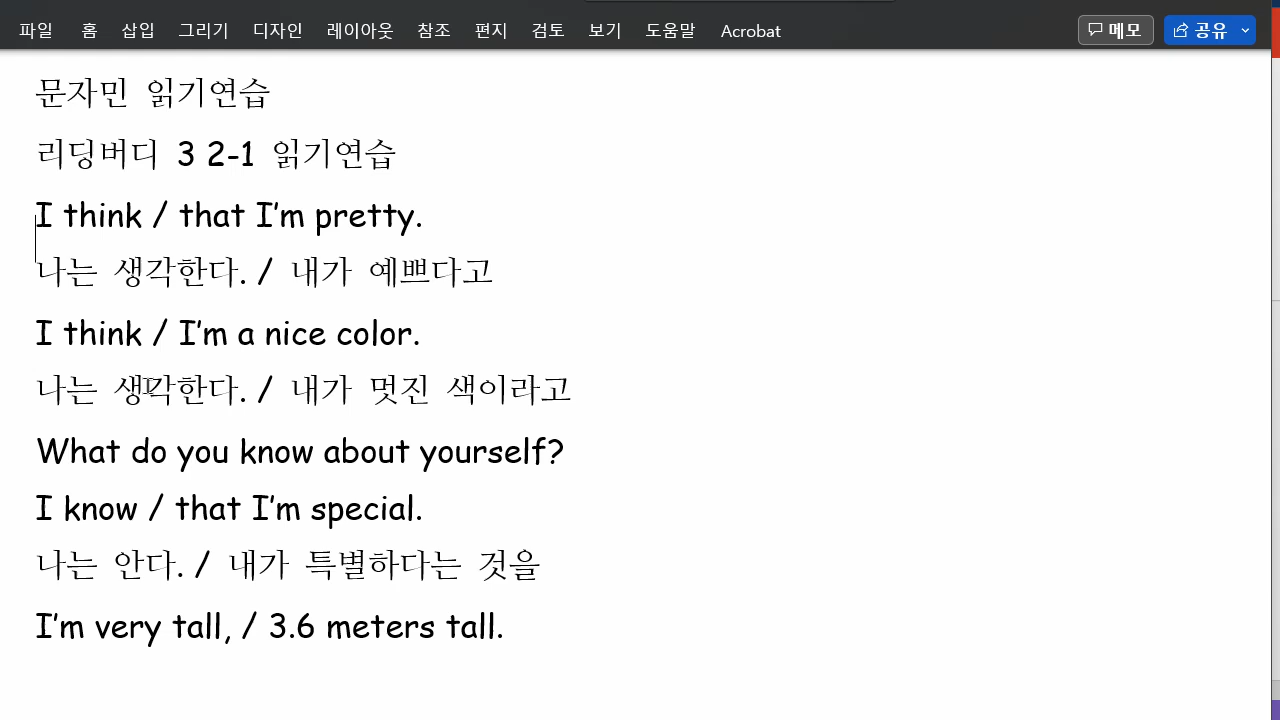 파일 홈 삽입 그리기 디자인 레이아웃 참조 편지 검토 보기 도움말 Acrobat 메모 공유
문자민 읽기연습
리딩버디 3 2-1 읽기연습
I think / that I’m pretty.
나는 생각한다. / 내가 예쁘다고
I think / I’m a nice color.
나는 생각한다. / 내가 멋진 색이라고
What do you know about yourself?
I know / that I’m special.
나는 안다. / 내가 특별하다는 것을
I’m very tall, / 3.6 meters tall.